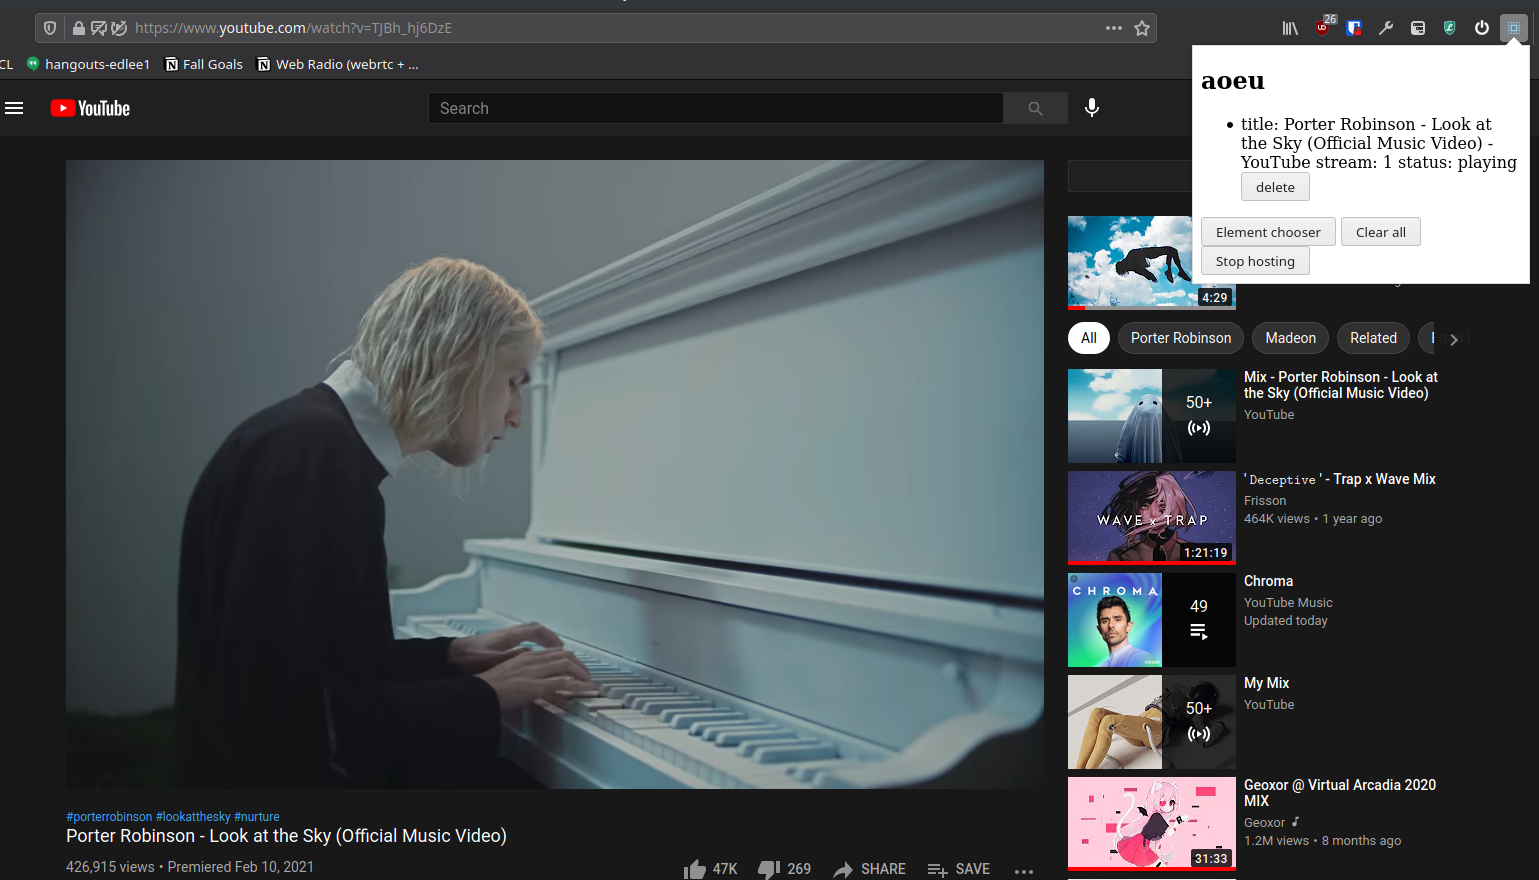 https://www.youtube.com/watch?v=TJBh_hj6DzE
26
CL
hangouts-edlee1
Fall Goals
Web Radio (webrtc + ...
YouTube
Search
aoeu
title: Porter Robinson - Look at
the Sky (Official Music Video) -
YouTube stream: 1 status: playing
delete
Element chooser
Clear all
Stop hosting
4:29
All
Porter Robinson
Madeon
Related
50+
Mix - Porter Robinson - Look at
the Sky (Official Music Video)
YouTube
WAVE x TRAP
1:21:19
'Deceptive' - Trap x Wave Mix
Frisson
464K views • 1 year ago
CHROMA
49
Chroma
YouTube Music
Updated today
50+
My Mix
YouTube
31:33
Geoxor @ Virtual Arcadia 2020
MIX
Geoxor
1.2M views • 8 months ago
#porterrobinson #lookatthesky #nurture
Porter Robinson - Look at the Sky (Official Music Video)
426,915 views • Premiered Feb 10, 2021
47K
269
SHARE
SAVE